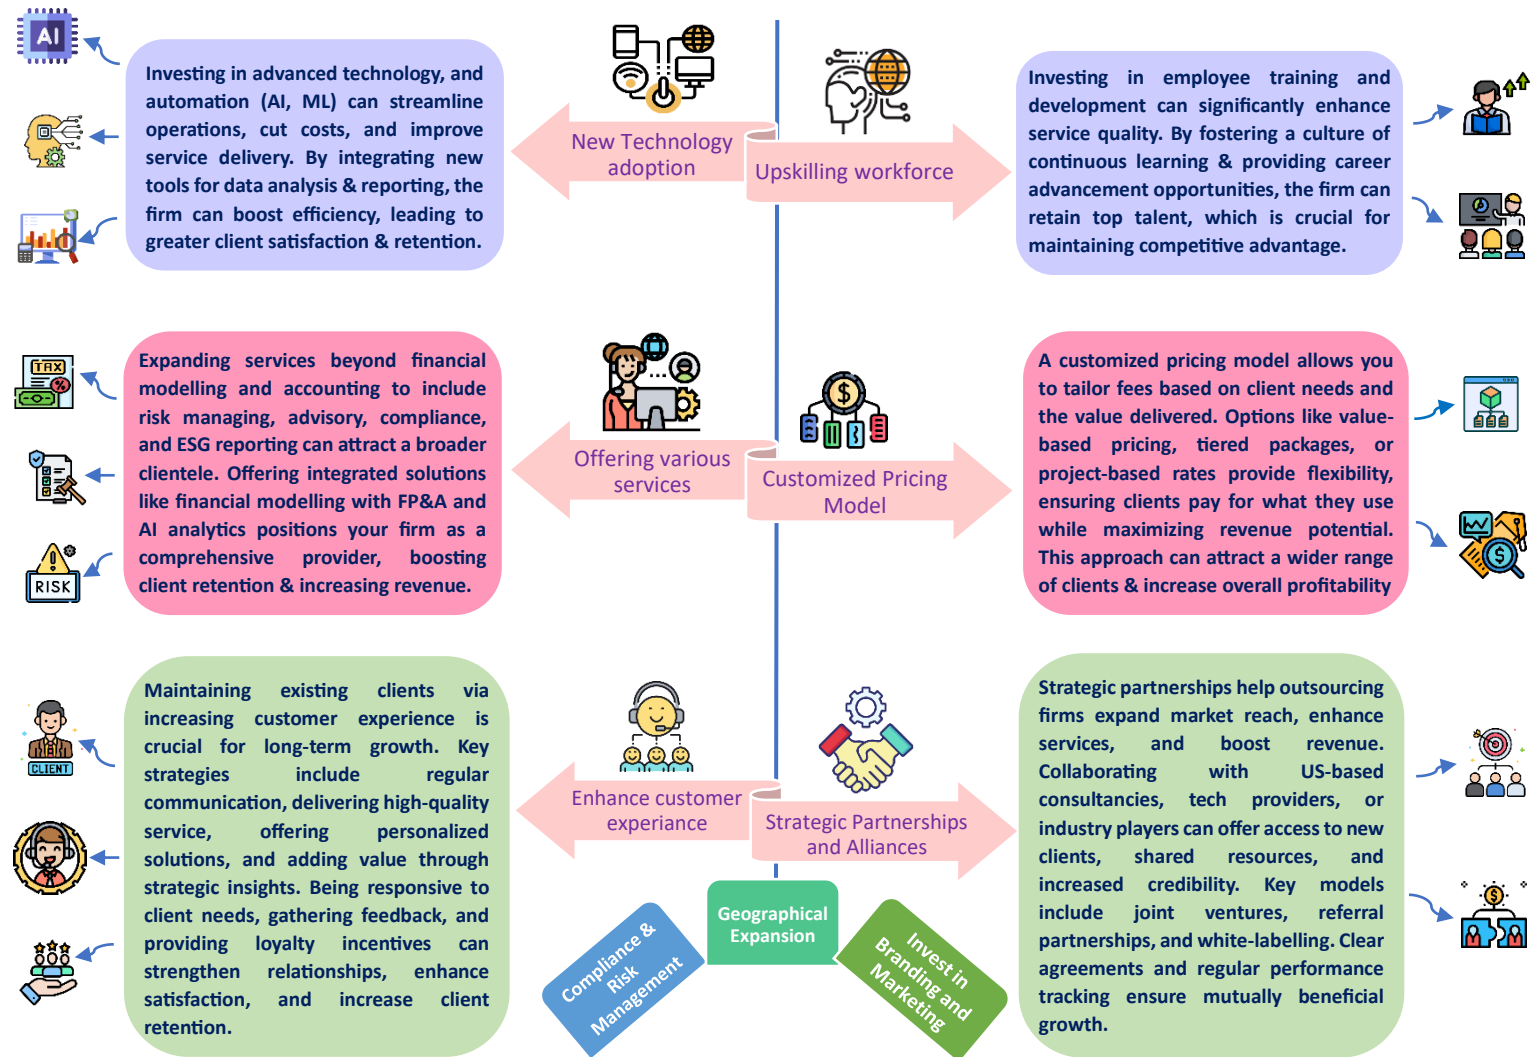 AI
Investing in advanced technology, and
automation (AI, ML) can streamline
operations, cut costs, and improve
service delivery. By integrating new
tools for data analysis & reporting, the
firm can boost efficiency, leading to
greater client satisfaction & retention.
New Technology
adoption
Upskilling workforce
Investing in employee training and
development can significantly enhance
service quality. By fostering a culture of
continuous learning & providing career
advancement opportunities, the firm can
retain top talent, which is crucial for
maintaining competitive advantage.
TAX
RISK
Expanding services beyond financial
modelling and accounting to include
risk managing, advisory, compliance,
and ESG reporting can attract a broader
clientele. Offering integrated solutions
like financial modelling with FP&A and
AI analytics positions your firm as a
comprehensive provider, boosting
client retention & increasing revenue.
Offering various
services
Customized Pricing
Model
A customized pricing model allows you
to tailor fees based on client needs and
the value delivered. Options like value-
based pricing, tiered packages, or
project-based rates provide flexibility,
ensuring clients pay for what they use
while maximizing revenue potential.
This approach can attract a wider range
of clients & increase overall profitability
CLIENT
Maintaining existing clients via
increasing customer experience is
crucial for long-term growth. Key
strategies include regular
communication, delivering high-quality
service, offering personalized
solutions, and adding value through
strategic insights. Being responsive to
client needs, gathering feedback, and
providing loyalty incentives can
strengthen relationships, enhance
satisfaction, and increase client
retention.
Enhance customer
experiance
Strategic Partnerships
and Alliances
Strategic partnerships help outsourcing
firms expand market reach, enhance
services, and boost revenue.
Collaborating with US-based
consultancies, tech providers, or
industry players can offer access to new
clients, shared resources, and
increased credibility. Key models
include joint ventures, referral
partnerships, and white-labelling. Clear
agreements and regular performance
tracking ensure mutually beneficial
growth.
Compliance &
Risk
Management
Geographical
Expansion
Invest in
Branding and
Marketing